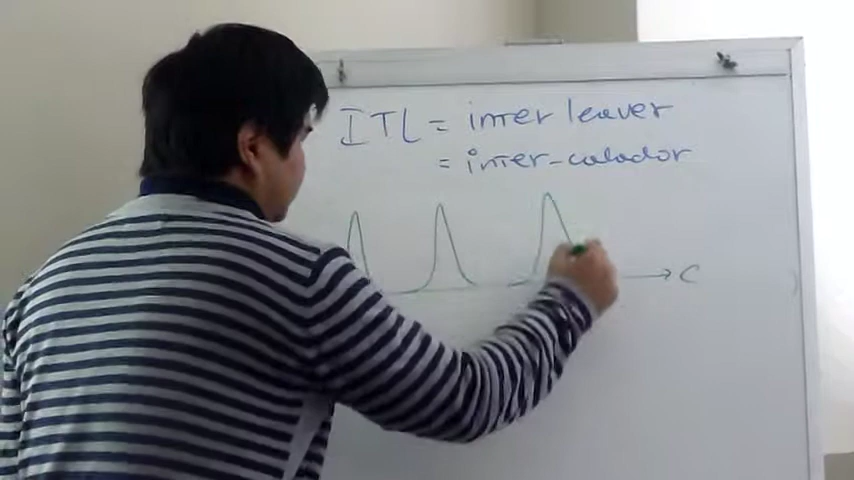 ITL = inter leaver
= inter-calador
C